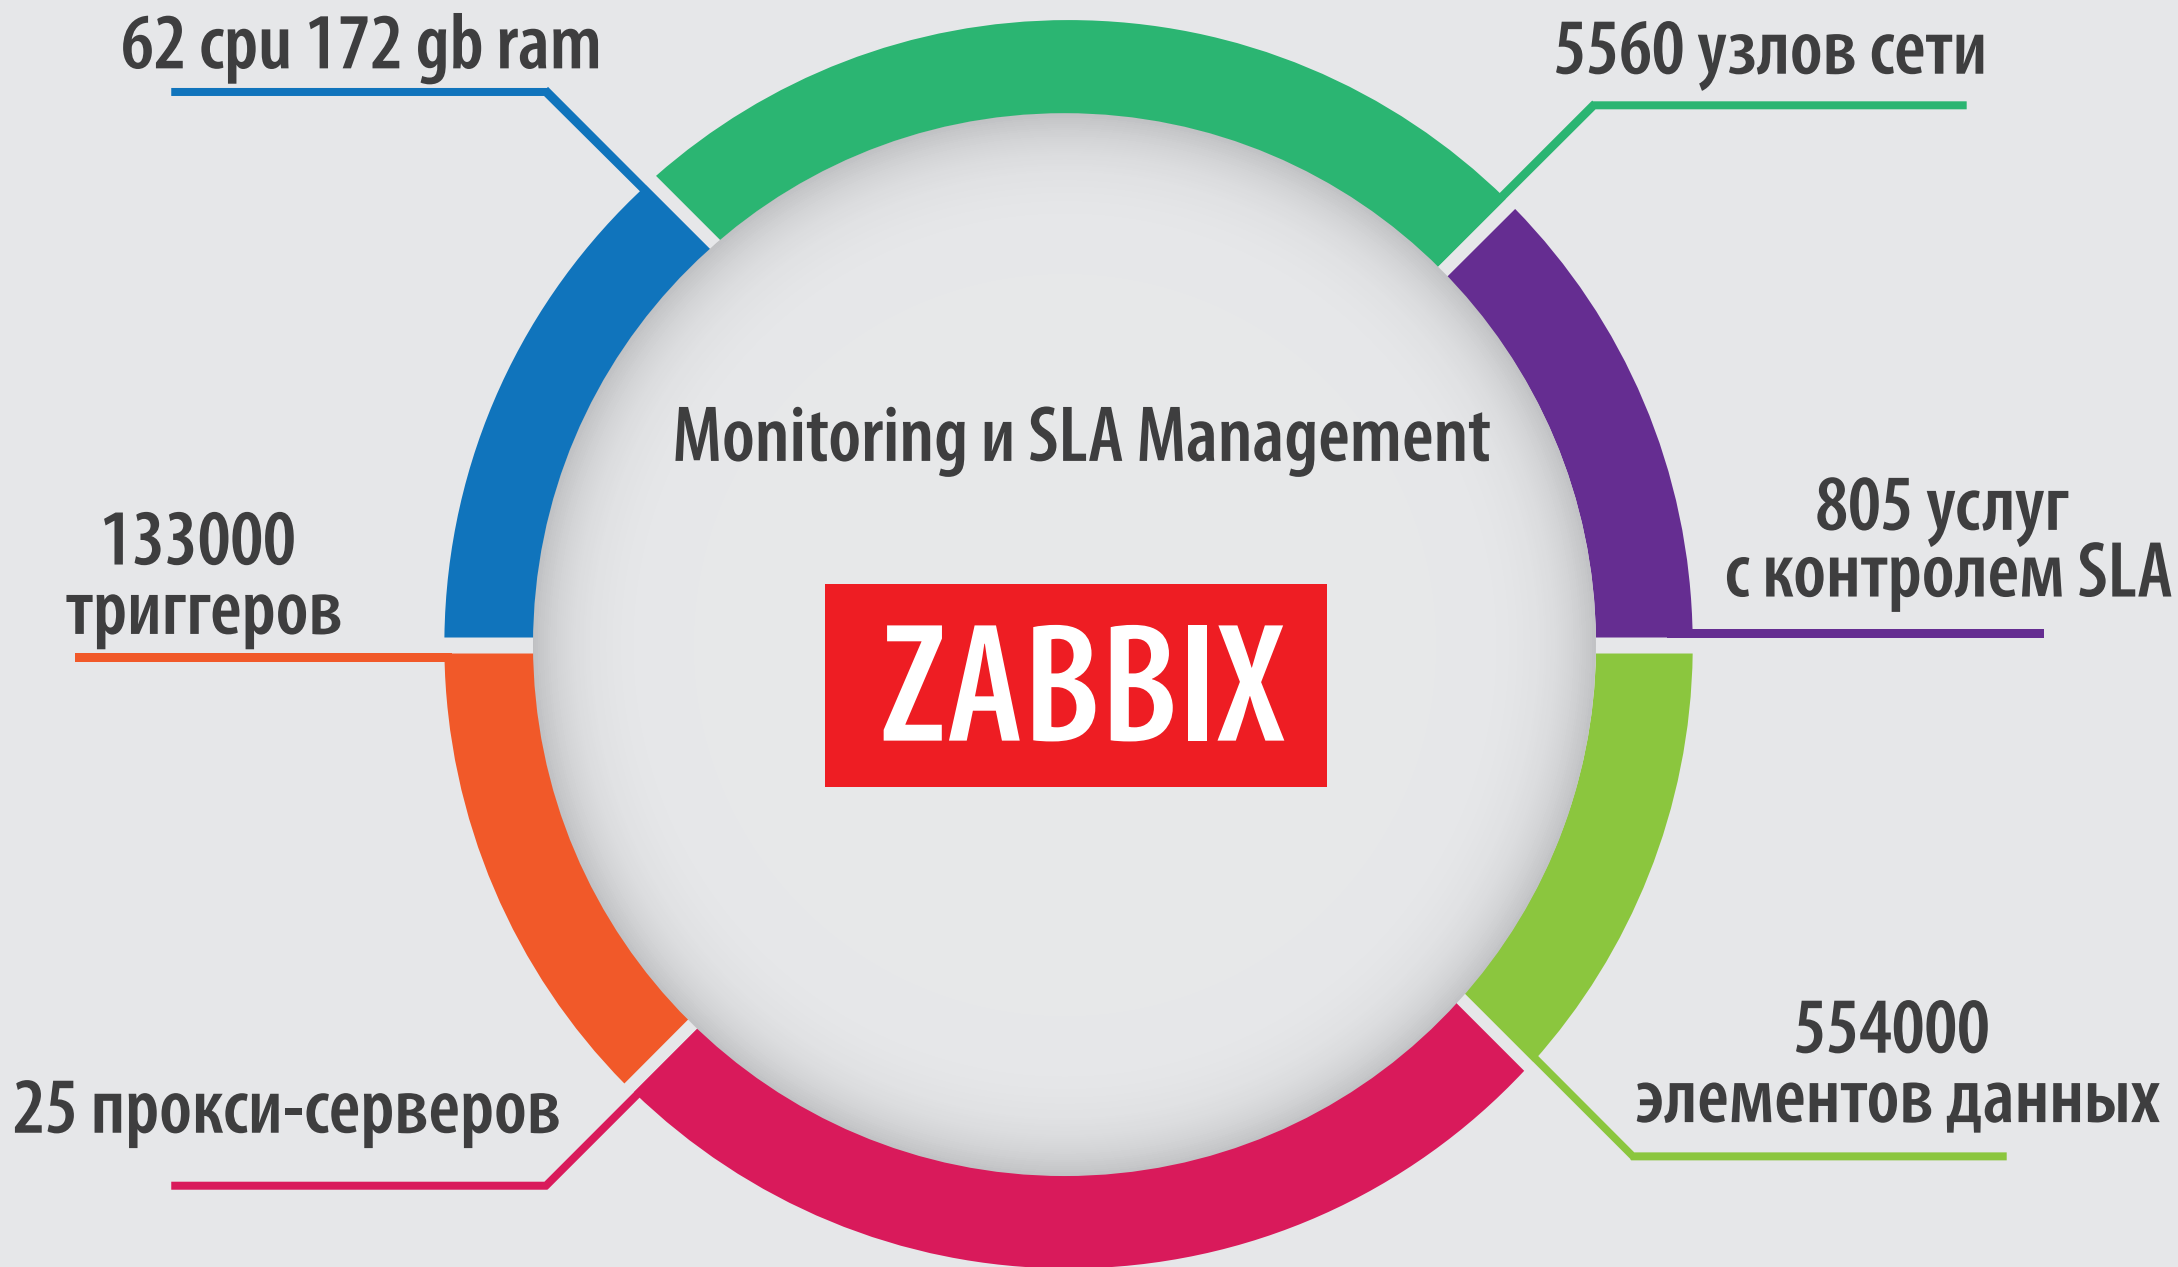 62 cpu 172 gb ram
5560 узлов сети
Monitoring и SLA Management
805 услуг
с контролем SLA
133000
триггеров
ZABBIX
554000
элементов данных
25 прокси-серверов